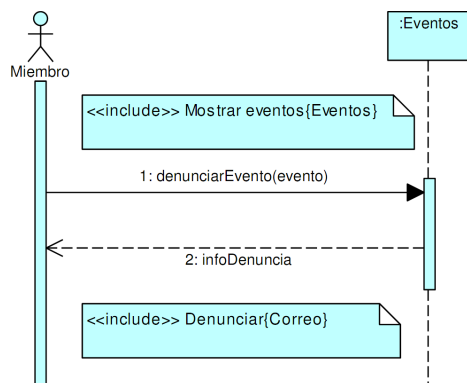 :Eventos
Miembro
<<include>> Mostrar eventos{Eventos}
1: denunciarEvento(evento)
2: infoDenuncia
<<include>> Denunciar{Correo}